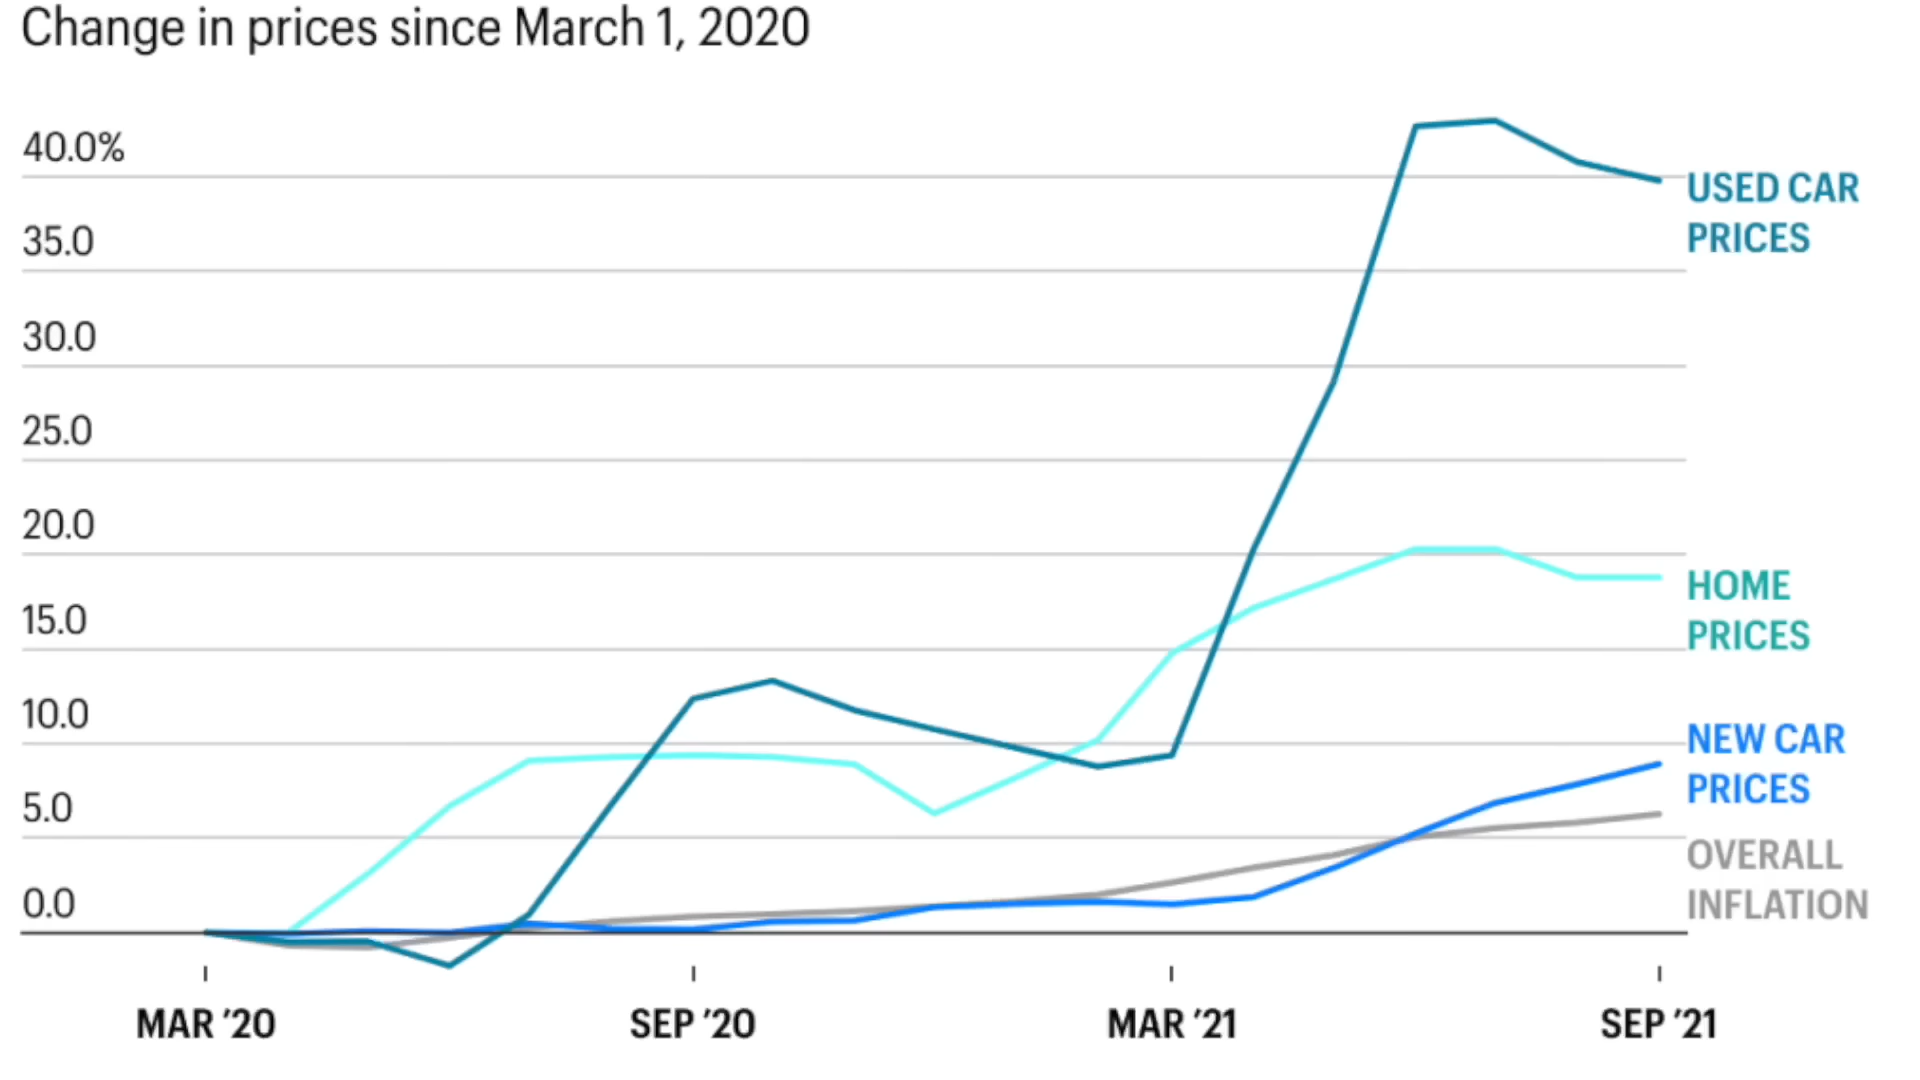 Change in prices since March 1, 2020
40.0%
35.0
30.0
25.0
20.0
15.0
10.0
5.0
0.0
USED CAR
PRICES
HOME
PRICES
NEW CAR
PRICES
OVERALL
INFLATION
MAR ’20
SEP ’20
MAR ’21
SEP ’21